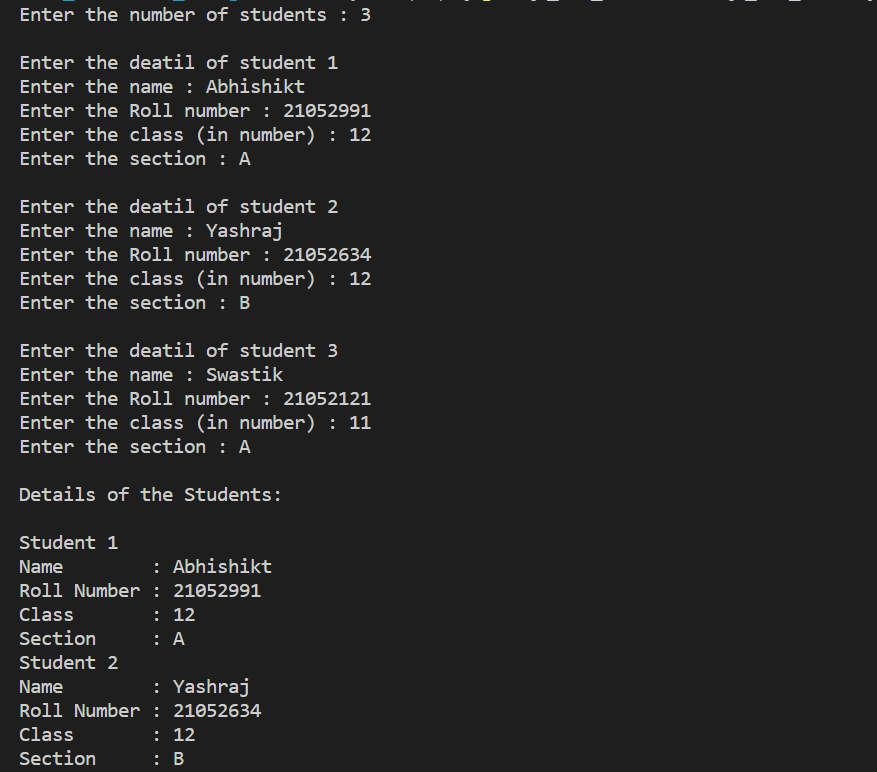 Enter the number of students : 3
Enter the deatil of student 1
Enter the name : Abhishikt
Enter the Roll number : 21052991
Enter the class (in number) : 12
Enter the section : A
Enter the deatil of student 2
Enter the name : Yashraj
Enter the Roll number : 21052634
Enter the class (in number) : 12
Enter the section : B
Enter the deatil of student 3
Enter the name : Swastik
Enter the Roll number : 21052121
Enter the class (in number) : 11
Enter the section : A
Details of the Students:
Student 1
Name        : Abhishikt
Roll Number : 21052991
Class       : 12
Section     : A
Student 2
Name        : Yashraj
Roll Number : 21052634
Class       : 12
Section     : B